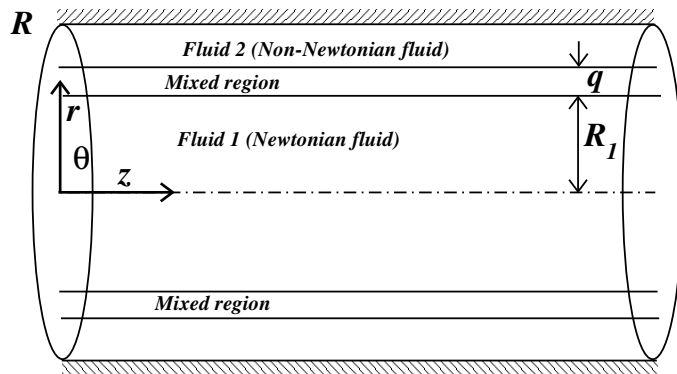 R
Fluid 2 (Non-Newtonian fluid)
Mixed region
q
r
Fluid 1 (Newtonian fluid)
R1
θ
z
Mixed region